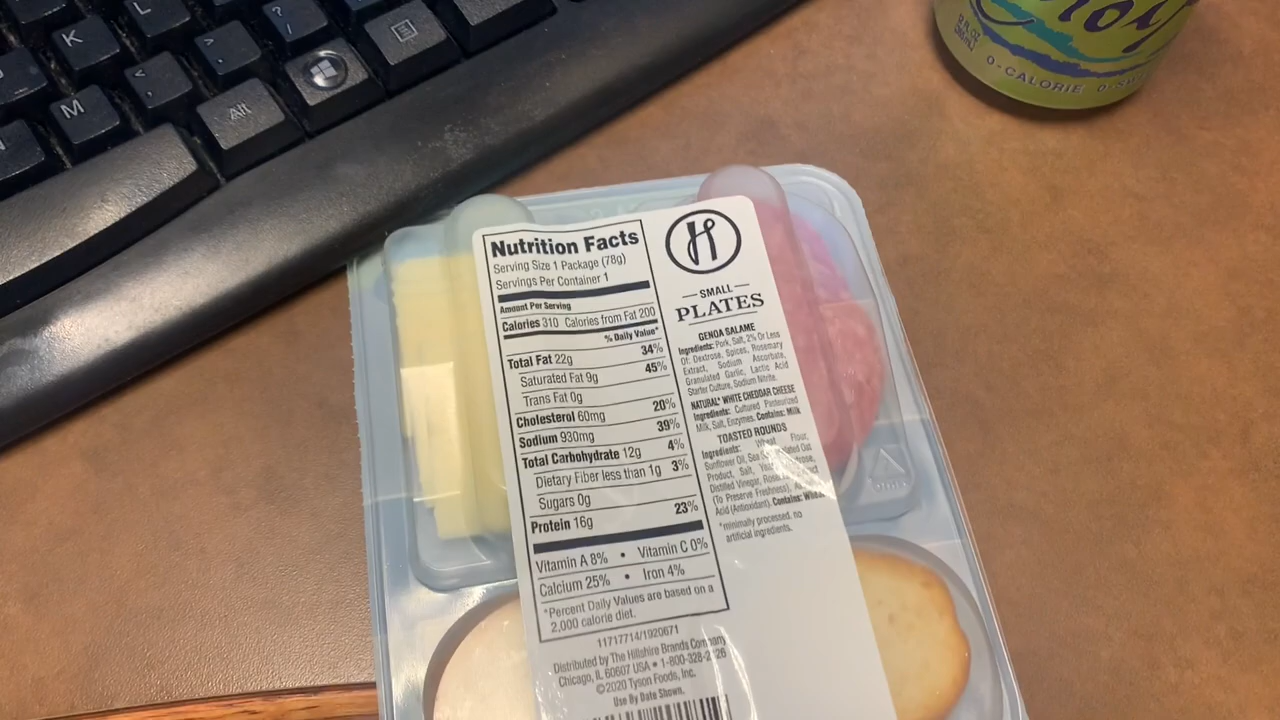 K
L
M
<
>
?
/
Alt
12 FL OZ
0-CALORIE
Nutrition Facts
Serving Size 1 Package (78g)
Servings Per Container 1
Amount Per Serving
Calories 310 Calories from Fat 200
% Daily Value*
Total Fat 22g 34%
Saturated Fat 9g 45%
Trans Fat 0g
Cholesterol 60mg 20%
Sodium 930mg 39%
Total Carbohydrate 12g 4%
Dietary Fiber less than 1g 3%
Sugars 0g
Protein 16g 23%
Vitamin A 8% • Vitamin C 0%
Calcium 25% • Iron 4%
*Percent Daily Values are based on a
2,000 calorie diet.
11717714/1920671
Distributed by The Hillshire Brands Company
Chicago, IL 60607 USA • 1-800-328-2426
©2020 Tyson Foods, Inc.
Use By Date Shown.
H
SMALL
PLATES
GENOA SALAME
Ingredients: Pork, Salt, 2% Or Less
Of: Dextrose, Spices, Rosemary
Extract, Sodium Ascorbate,
Granulated Garlic, Lactic Acid
Starter Culture, Sodium Nitrite.
NATURAL* WHITE CHEDDAR CHEESE
Ingredients: Cultured Pasteurized
Milk, Salt, Enzymes. Contains: Milk
TOASTED ROUNDS
Ingredients: Wheat Flour,
Sunflower Oil, Sea Oat
Product, Salt,
Distilled Vinegar,
(To Preserve Freshness),
Acid (Antioxidant). Contains: Wheat
*minimally processed. no
artificial ingredients.